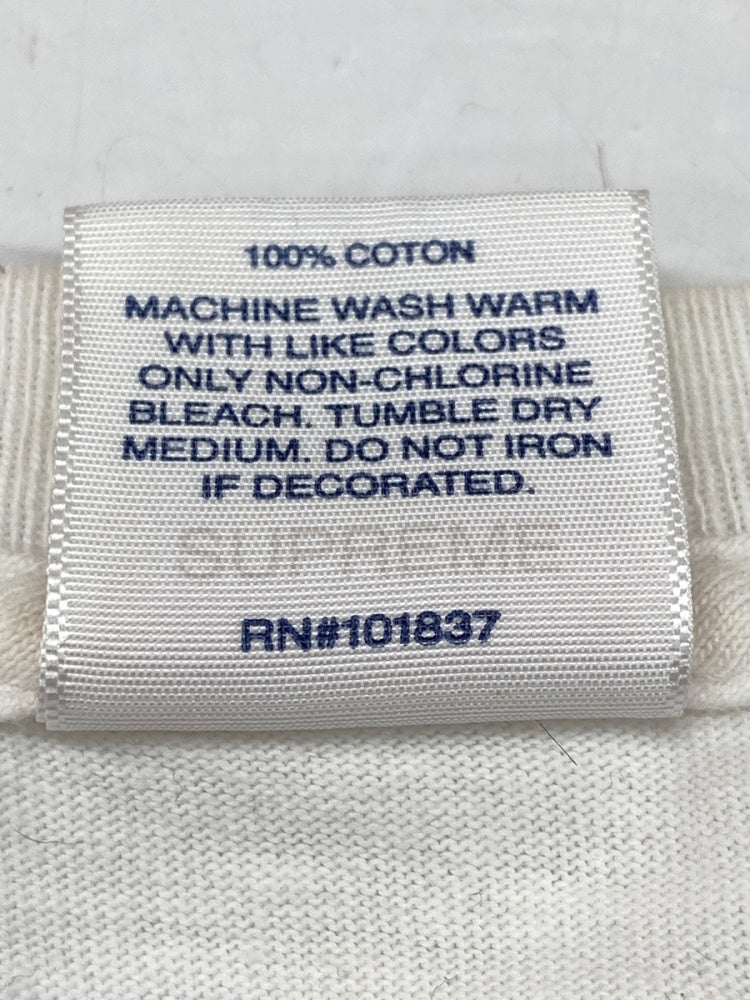 100% COTON
MACHINE WASH WARM
WITH LIKE COLORS
ONLY NON-CHLORINE
BLEACH. TUMBLE DRY
MEDIUM. DO NOT IRON
IF DECORATED.
SUPREME
RN#101837